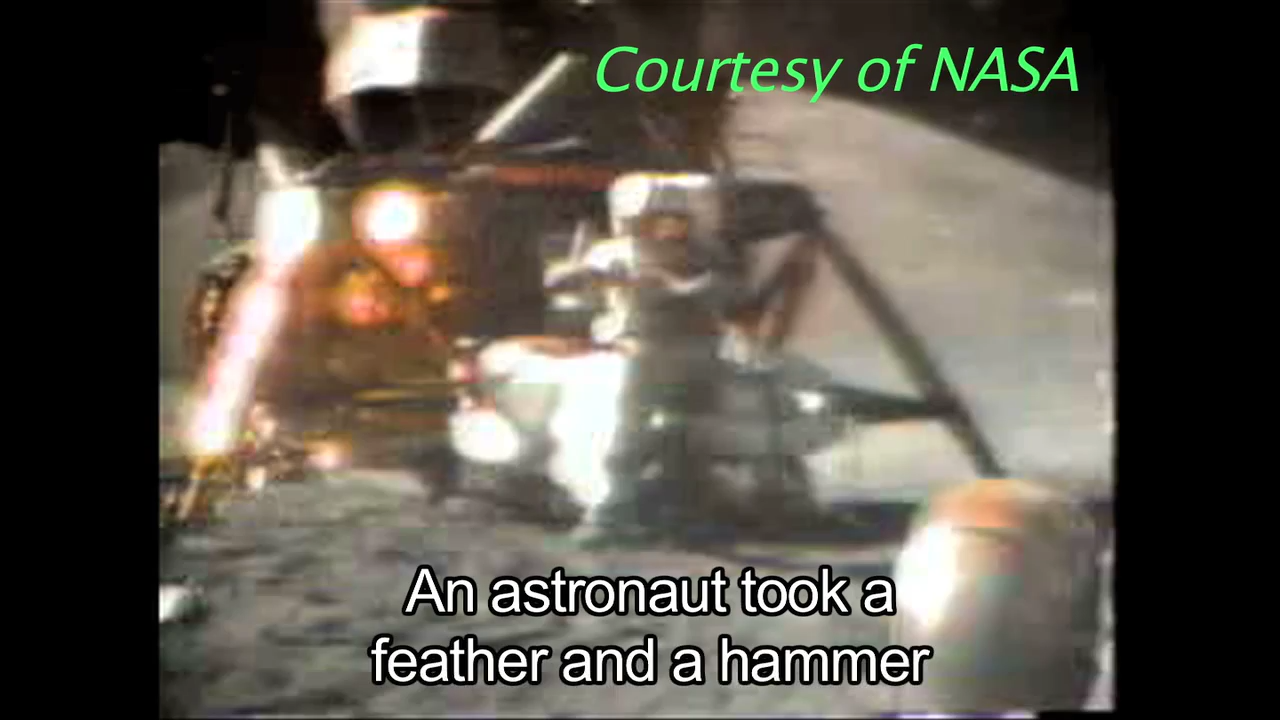 Courtesy of NASA
An astronaut took a
feather and a hammer